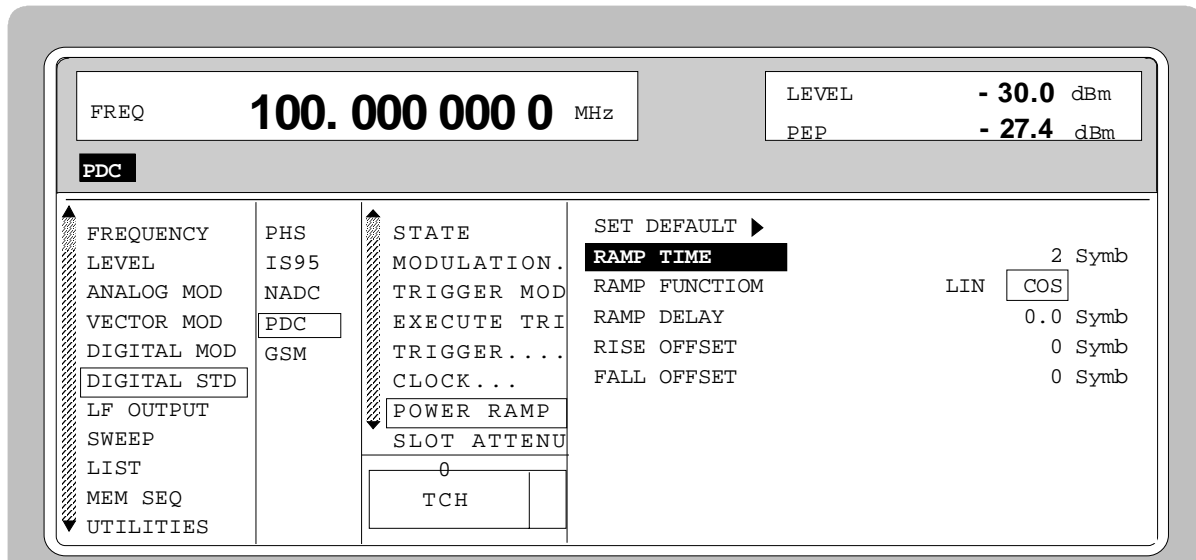 FREQ 100. 000 000 0 MHz
LEVEL - 30.0 dBm
PEP - 27.4 dBm
PDC
FREQUENCY
LEVEL
ANALOG MOD
VECTOR MOD
DIGITAL MOD
DIGITAL STD
LF OUTPUT
SWEEP
LIST
MEM SEQ
UTILITIES
PHS
IS95
NADC
PDC
GSM
STATE
MODULATION.
TRIGGER MOD
EXECUTE TRI
TRIGGER....
CLOCK...
POWER RAMP
SLOT ATTENU
0
TCH
SET DEFAULT
RAMP TIME 2 Symb
RAMP FUNCTIOM LIN COS
RAMP DELAY 0.0 Symb
RISE OFFSET 0 Symb
FALL OFFSET 0 Symb